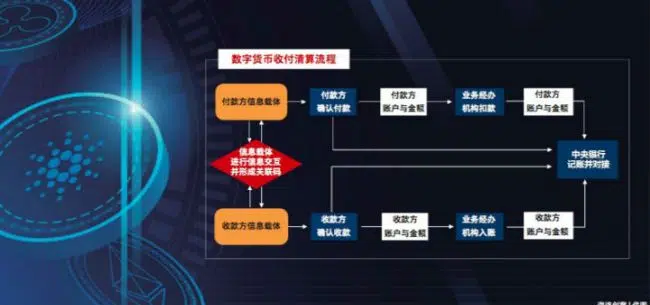 数字货币收付清算流程
付款方信息载体
付款方
确认付款
付款方
账户与金额
业务经办
机构扣款
付款方
账户与金额
信息载体
进行信息交互
并形成关联码
中央银行
记账并对接
收款方信息载体
收款方
确认收款
收款方
账户与金额
业务经办
机构入账
收款方
账户与金额